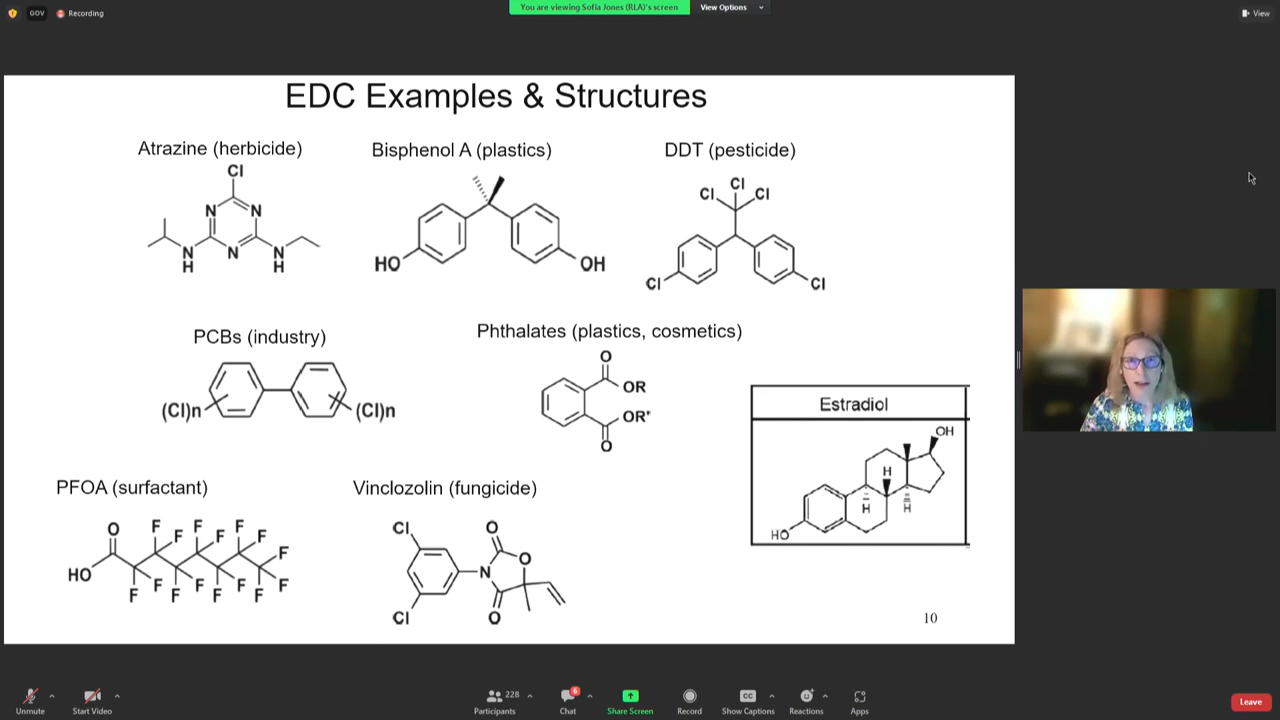 GOV
Recording
You are viewing Sofia Jones (RLA)'s screen
View Options
View
EDC Examples & Structures
Atrazine (herbicide)
Cl
N N
N
N
H
N
H
Bisphenol A (plastics)
HO
OH
DDT (pesticide)
Cl
Cl Cl
Cl
Cl
PCBs (industry)
(Cl)n
(Cl)n
Phthalates (plastics, cosmetics)
O
OR
OR'
O
Estradiol
OH
H
H
H
HO
PFOA (surfactant)
O F F F
F F F
F
HO
F F F F
F F F F
Vinclozolin (fungicide)
Cl
O
O
N
Cl
O
10
Unmute
Start Video
228
Participants
6
Chat
Share Screen
Record
CC
Show Captions
Reactions
Apps
Leave